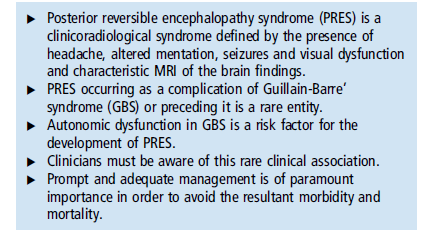 ▶ Posterior reversible encephalopathy syndrome (PRES) is a
clinicoradiological syndrome defined by the presence of
headache, altered mentation, seizures and visual dysfunction
and characteristic MRI of the brain findings.
▶ PRES occurring as a complication of Guillain-Barre’
syndrome (GBS) or preceding it is a rare entity.
▶ Autonomic dysfunction in GBS is a risk factor for the
development of PRES.
▶ Clinicians must be aware of this rare clinical association.
▶ Prompt and adequate management is of paramount
importance in order to avoid the resultant morbidity and
mortality.